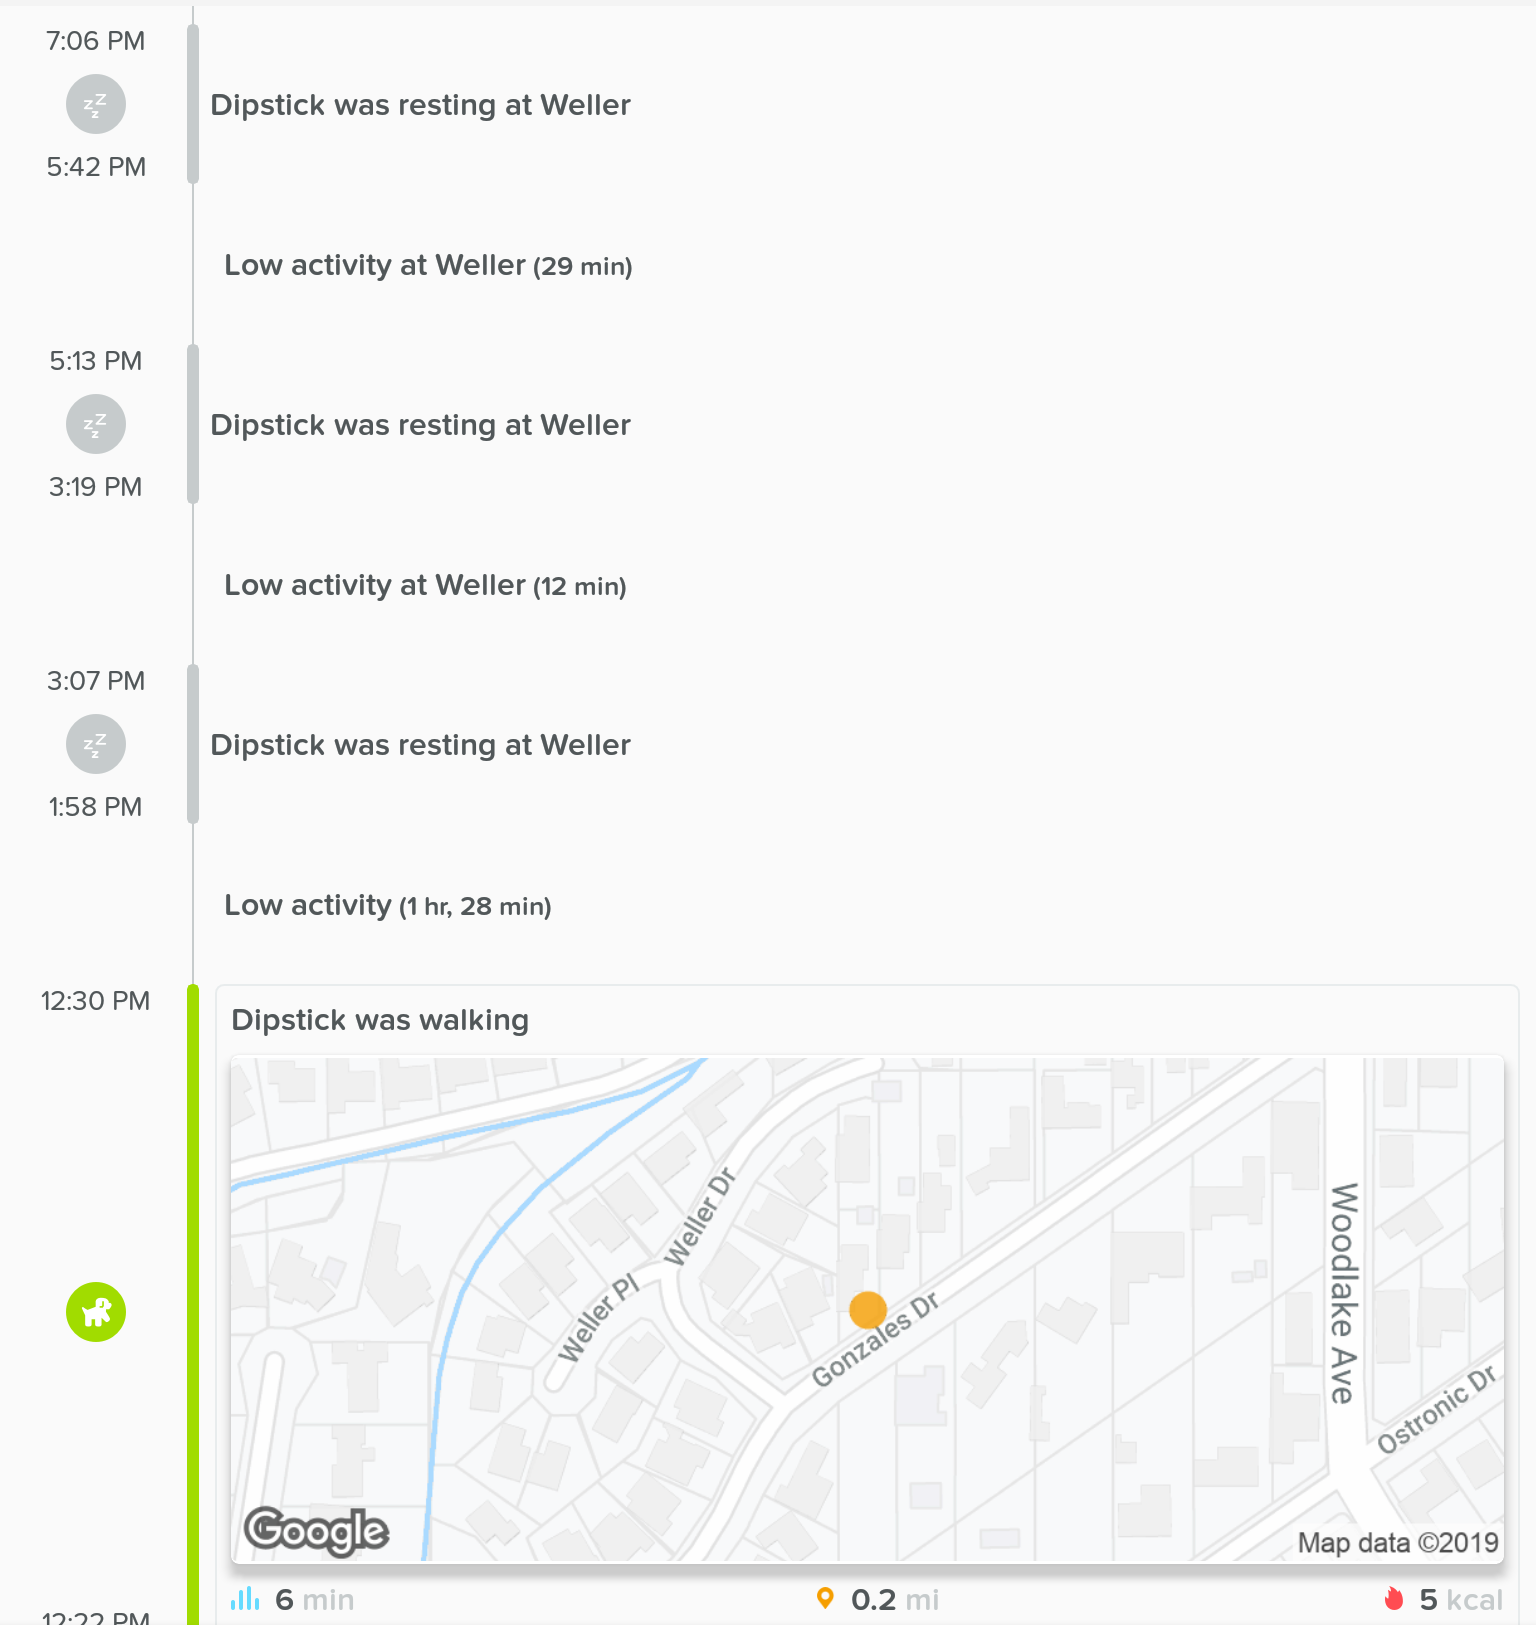 7:06 PM
Dipstick was resting at Weller
5:42 PM
Low activity at Weller (29 min)
5:13 PM
Dipstick was resting at Weller
3:19 PM
Low activity at Weller (12 min)
3:07 PM
Dipstick was resting at Weller
1:58 PM
Low activity (1 hr, 28 min)
12:30 PM
Dipstick was walking
Weller Dr
Woodlake Ave
Weller Pl
Gonzales Dr
Ostronic Dr
Google
Map data ©2019
6 min
0.2 mi
5 kcal
12:22 PM